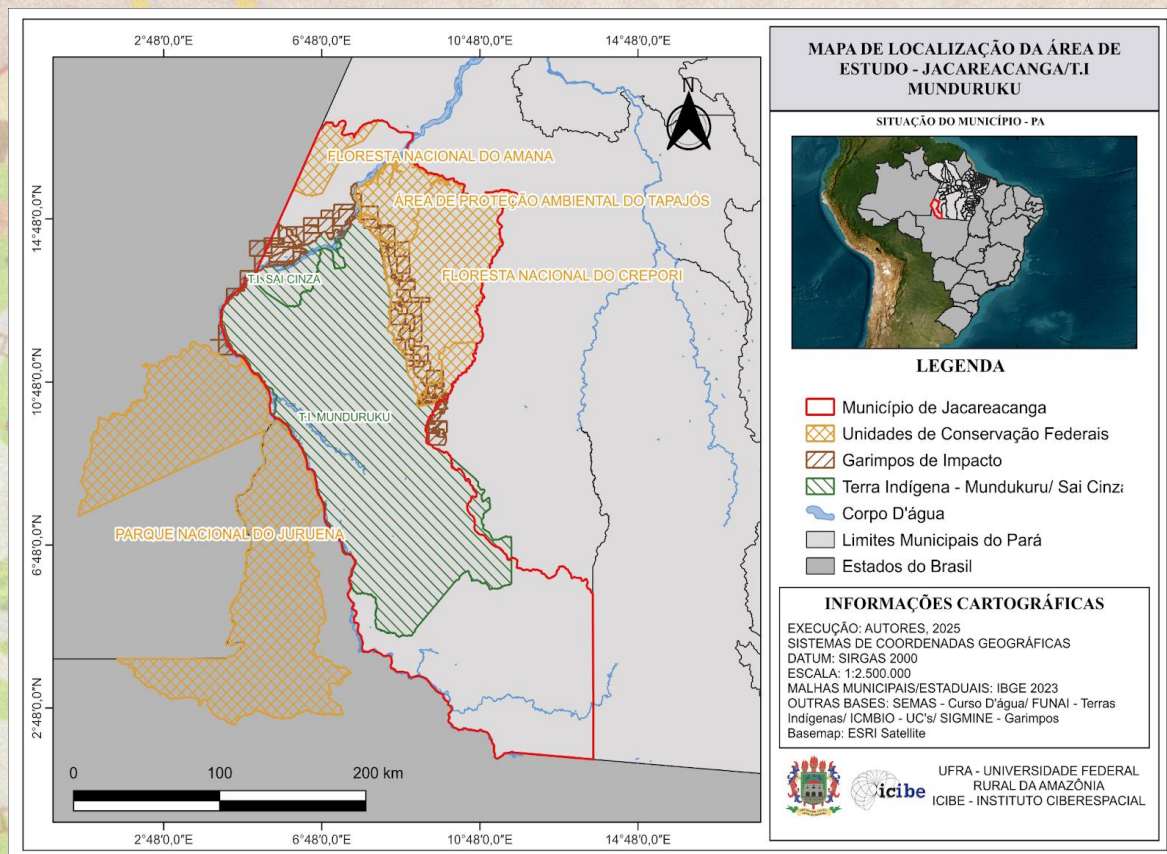 2°48'0,0"E 6°48'0,0"E 10°48'0,0"E 14°48'0,0"E
14°48'0,0"N
10°48'0,0"N
6°48'0,0"N
2°48'0,0"N
N
FLORESTA NACIONAL DO AMANA
ÁREA DE PROTEÇÃO AMBIENTAL DO TAPAJÓS
FLORESTA NACIONAL DO CREPORI
T.I. SAI CINZA
T.I. MUNDURUKU
PARQUE NACIONAL DO JURUENA
0 100 200 km
2°48'0,0"E 6°48'0,0"E 10°48'0,0"E 14°48'0,0"E
MAPA DE LOCALIZAÇÃO DA ÁREA DE
ESTUDO - JACAREACANGA/T.I
MUNDURUKU
SITUAÇÃO DO MUNICÍPIO - PA
LEGENDA
Município de Jacareacanga
Unidades de Conservação Federais
Garimpos de Impacto
Terra Indígena - Mundukuru/ Sai Cinza
Corpo D'água
Limites Municipais do Pará
Estados do Brasil
INFORMAÇÕES CARTOGRÁFICAS
EXECUÇÃO: AUTORES, 2025
SISTEMAS DE COORDENADAS GEOGRÁFICAS
DATUM: SIRGAS 2000
ESCALA: 1:2.500.000
MALHAS MUNICIPAIS/ESTADUAIS: IBGE 2023
OUTRAS BASES: SEMAS - Curso D'água/ FUNAI - Terras
Indígenas/ ICMBIO - UC's/ SIGMINE - Garimpos
Basemap: ESRI Satellite
icibe
UFRA - UNIVERSIDADE FEDERAL
RURAL DA AMAZÔNIA
ICIBE - INSTITUTO CIBERESPACIAL